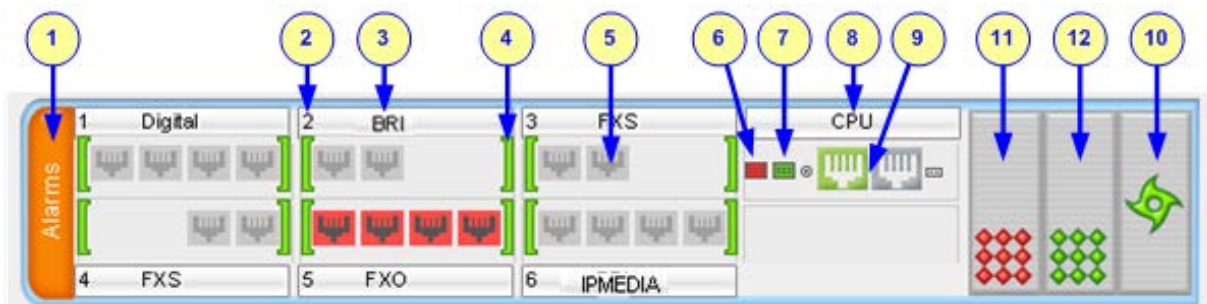 1 2 3 4 5 6 7 8 9 11 12 10
1 Digital 2 BRI 3 FXS CPU
Alarms
4 FXS 5 FXO 6 IPMEDIA